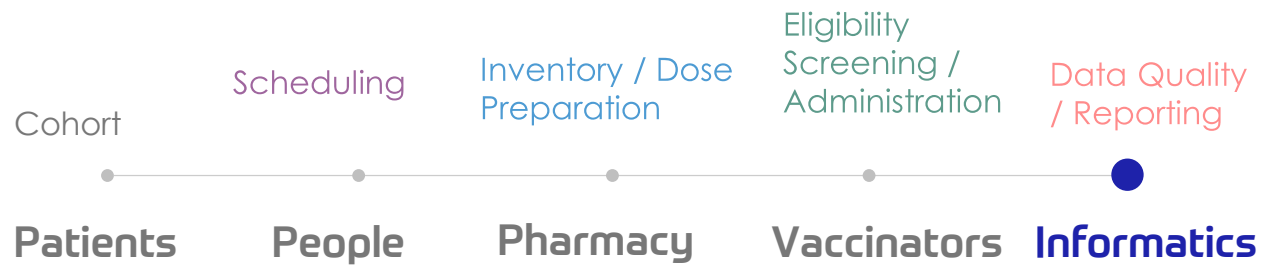 Cohort
Scheduling
Inventory / Dose
Preparation
Eligibility
Screening /
Administration
Data Quality
/ Reporting
Patients
People
Pharmacy
Vaccinators
Informatics